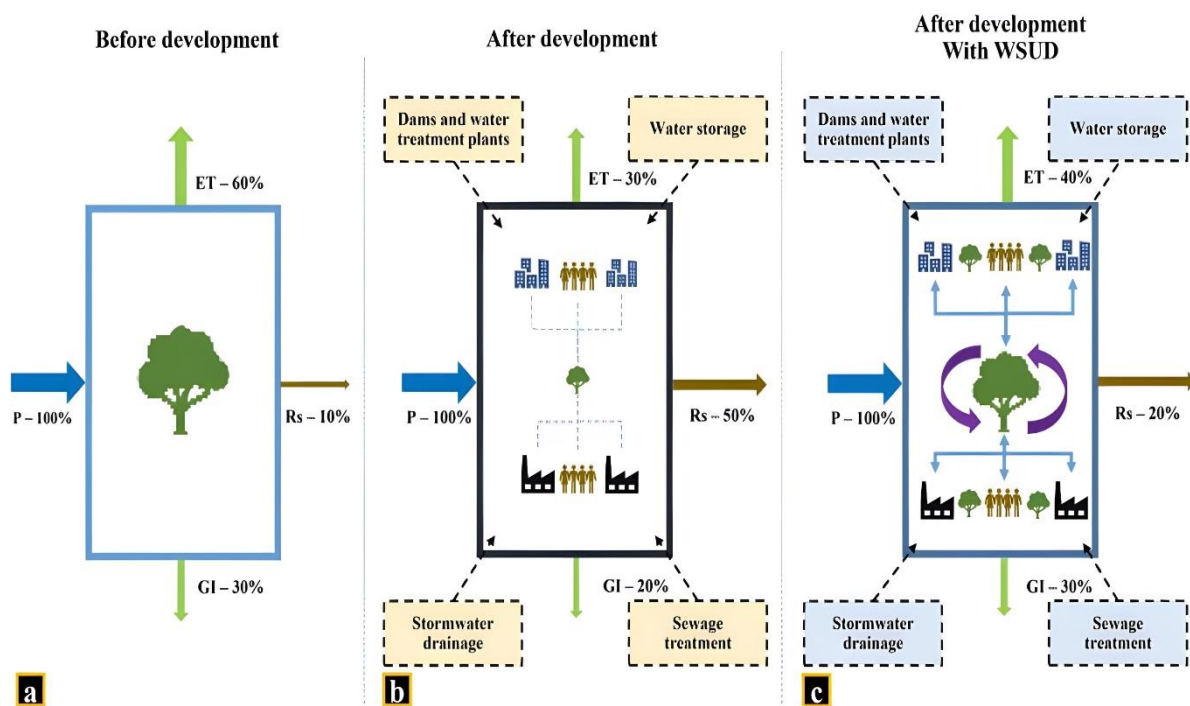 Before development
ET – 60%
P – 100%
Rs – 10%
GI – 30%
a
After development
Dams and water
treatment plants
Water storage
ET – 30%
P – 100%
Rs – 50%
GI – 20%
Stormwater
drainage
Sewage
treatment
b
After development
With WSUD
Dams and water
treatment plants
Water storage
ET – 40%
P – 100%
Rs – 20%
GI – 30%
Stormwater
drainage
Sewage
treatment
c